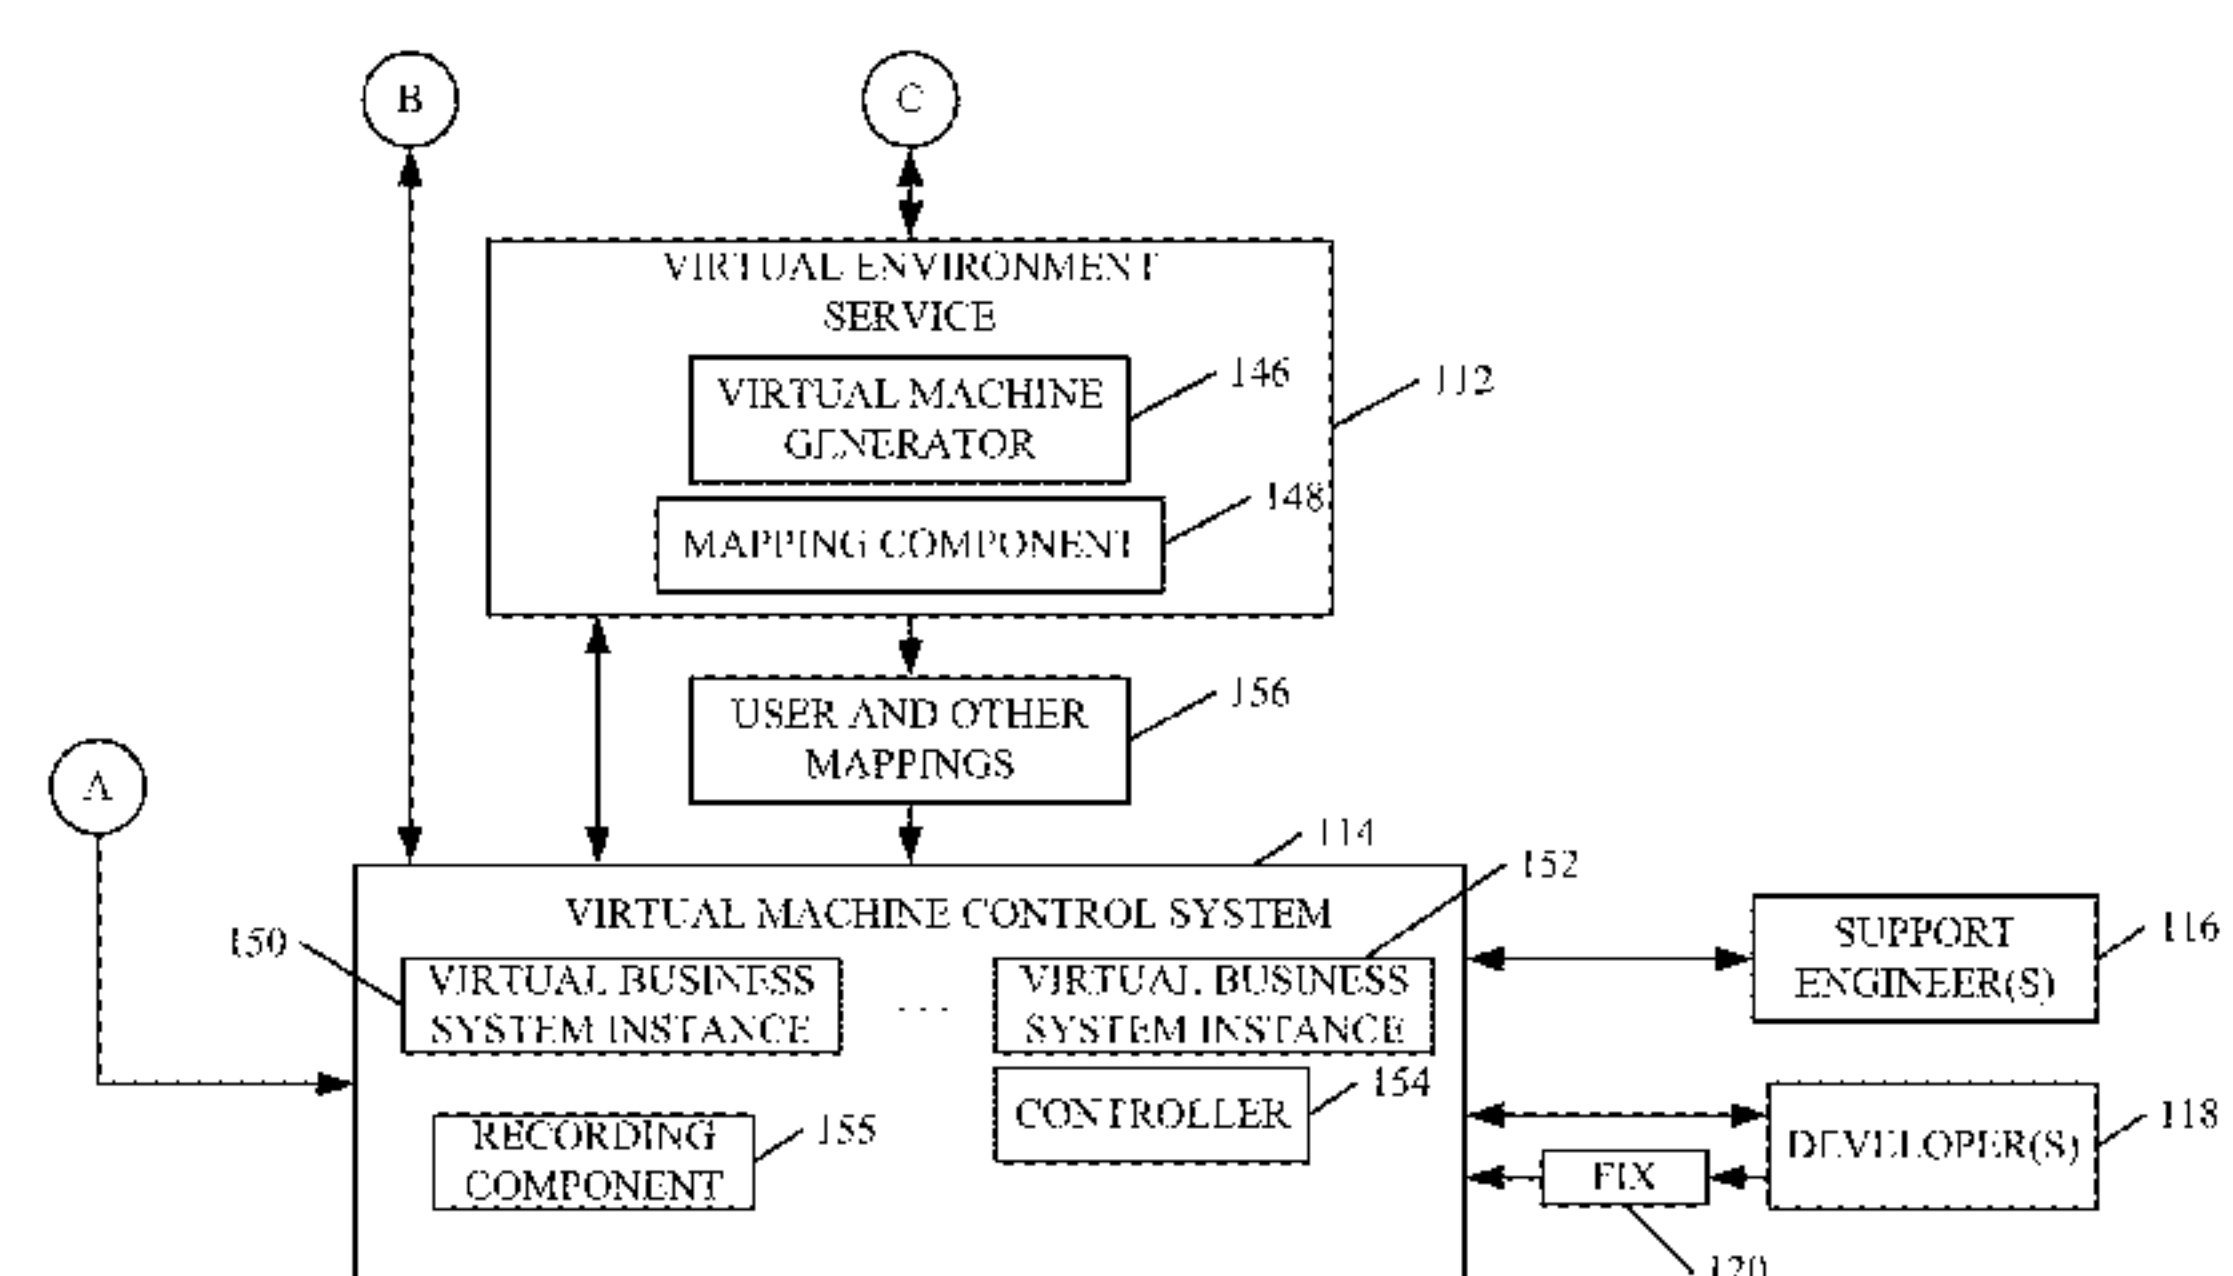 B
C
VIRTUAL ENVIRONMENT
SERVICE
VIRTUAL MACHINE
GENERATOR
146
112
MAPPING COMPONENT
148
USER AND OTHER
MAPPINGS
156
A
114
152
VIRTUAL MACHINE CONTROL SYSTEM
150
VIRTUAL BUSINESS
SYSTEM INSTANCE
...
VIRTUAL BUSINESS
SYSTEM INSTANCE
SUPPORT
ENGINEER(S)
116
CONTROLLER
154
RECORDING
COMPONENT
155
DEVELOPER(S)
118
FIX
120